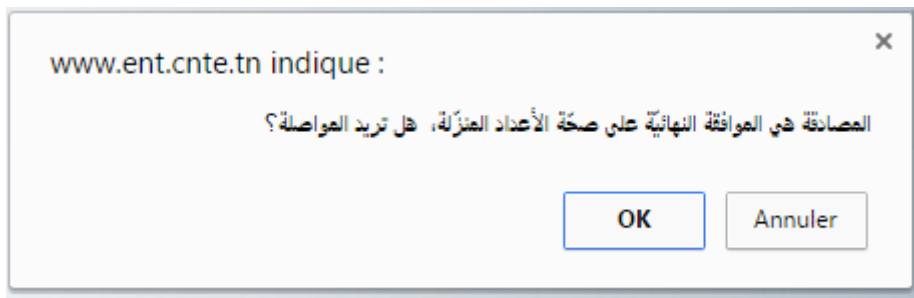 www.ent.cnte.tn indique :
المصادقة هي الموافقة النهائيّة على صحّة الأعداد المنزّلة، هل تريد المواصلة؟
OK
Annuler